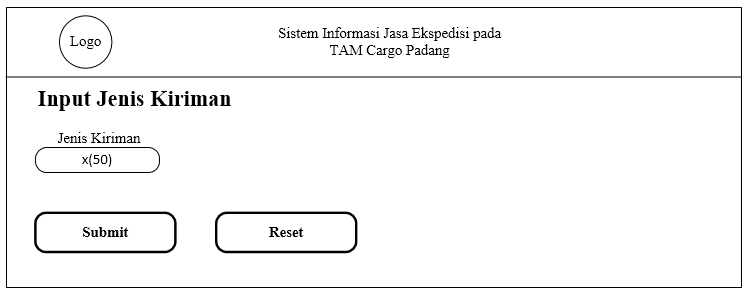 Logo
Sistem Informasi Jasa Ekspedisi pada
TAM Cargo Padang
Input Jenis Kiriman
Jenis Kiriman
x(50)
Submit
Reset